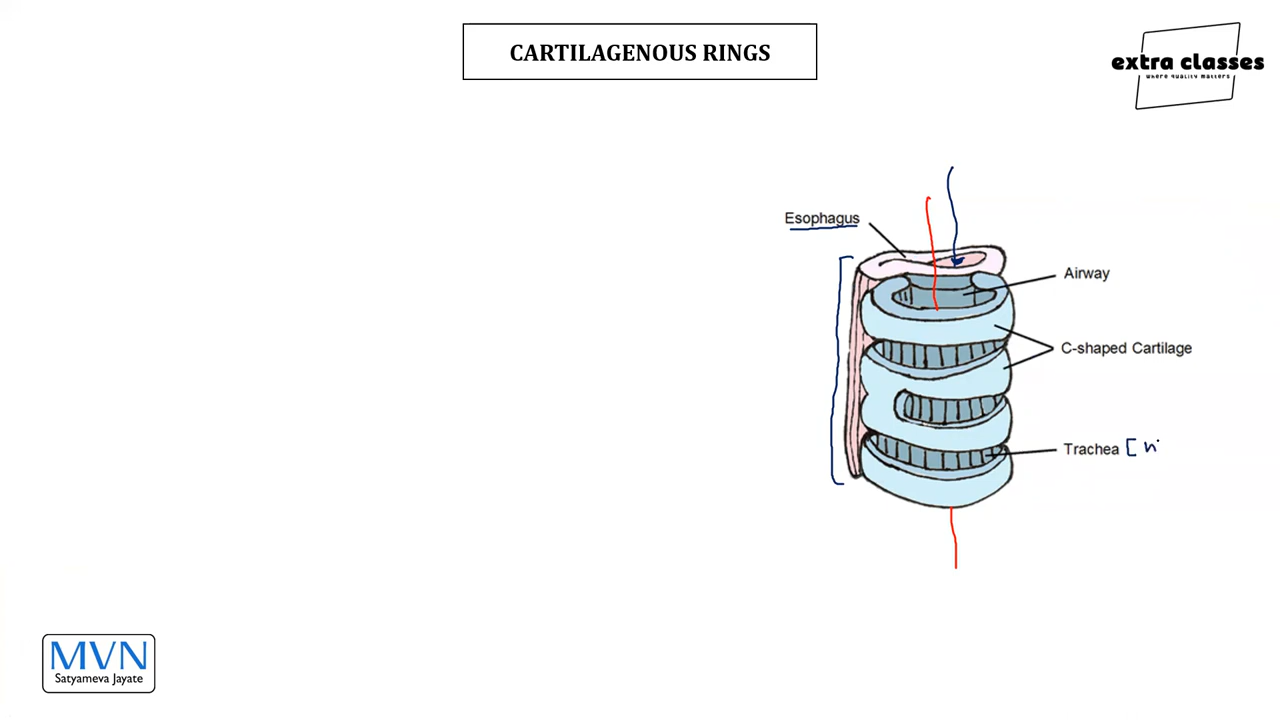 CARTILAGENOUS RINGS
extra classes
where quality matters
Esophagus
Airway
C-shaped Cartilage
Trachea [
MVN
Satyameva Jayate